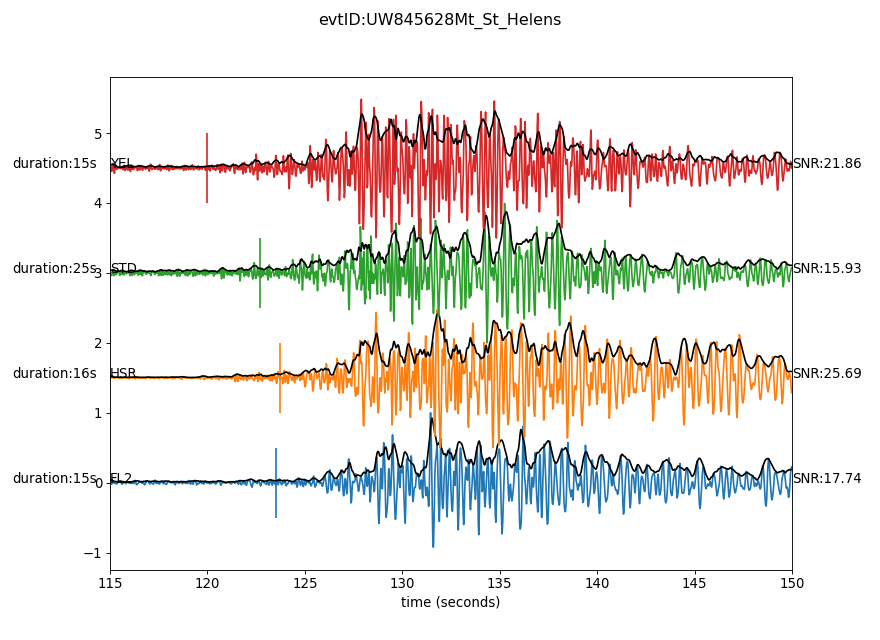 evtID:UW845628Mt_St_Helens
5
duration:15s YEL SNR:21.86
4
duration:25s STD SNR:15.93
3
2
duration:16s HSR SNR:25.69
1
duration:15s EL2 SNR:17.74
0
−1
115 120 125 130 135 140 145 150
time (seconds)